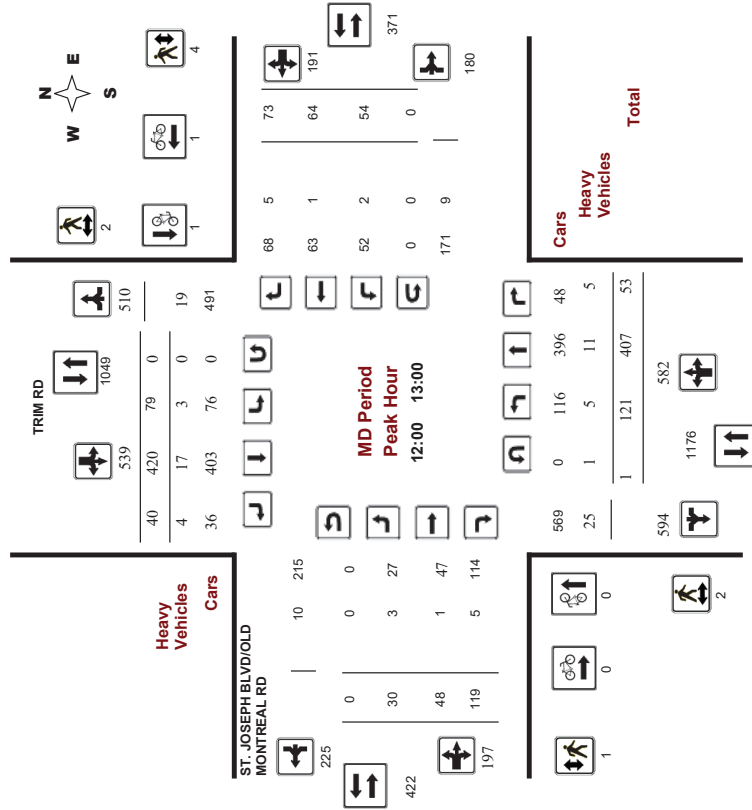 N
W E
S
4
1
2
1
TRIM RD
510
1049
539
40 420 79 0
4 17 3 0 19
36 403 76 0 491
Heavy
Vehicles
Cars
371
191
180
68 5 73
63 1 64
52 2 54
0 0 0
171 9
MD Period
Peak Hour
12:00 13:00
ST. JOSEPH BLVD/OLD
MONTREAL RD
225
422
197
10 215
0 0 0
30 3 27
48 1 47
119 5 114
Cars
Heavy
Vehicles
Total
569 0 116 396 48
25 1 5 11 5
1 121 407 53
594
1176
582
0
0
2
1